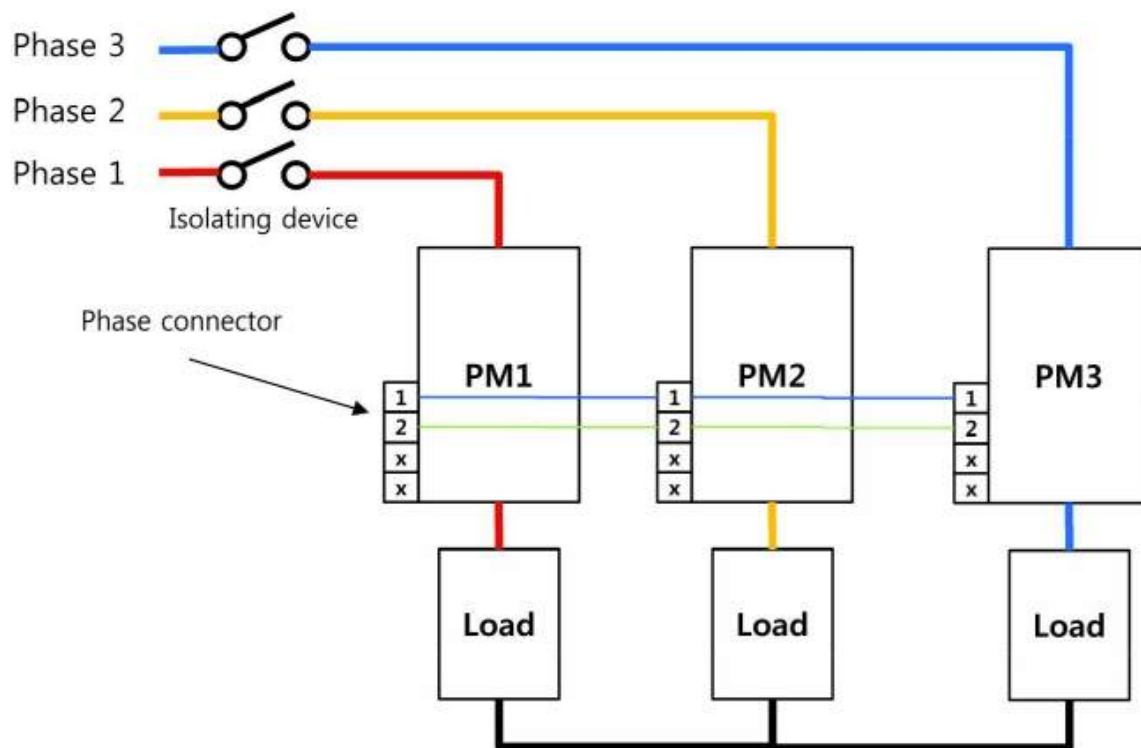 Phase 3
Phase 2
Phase 1
Isolating device
Phase connector
PM1
PM2
PM3
1
2
x
x
1
2
x
x
1
2
x
x
Load
Load
Load